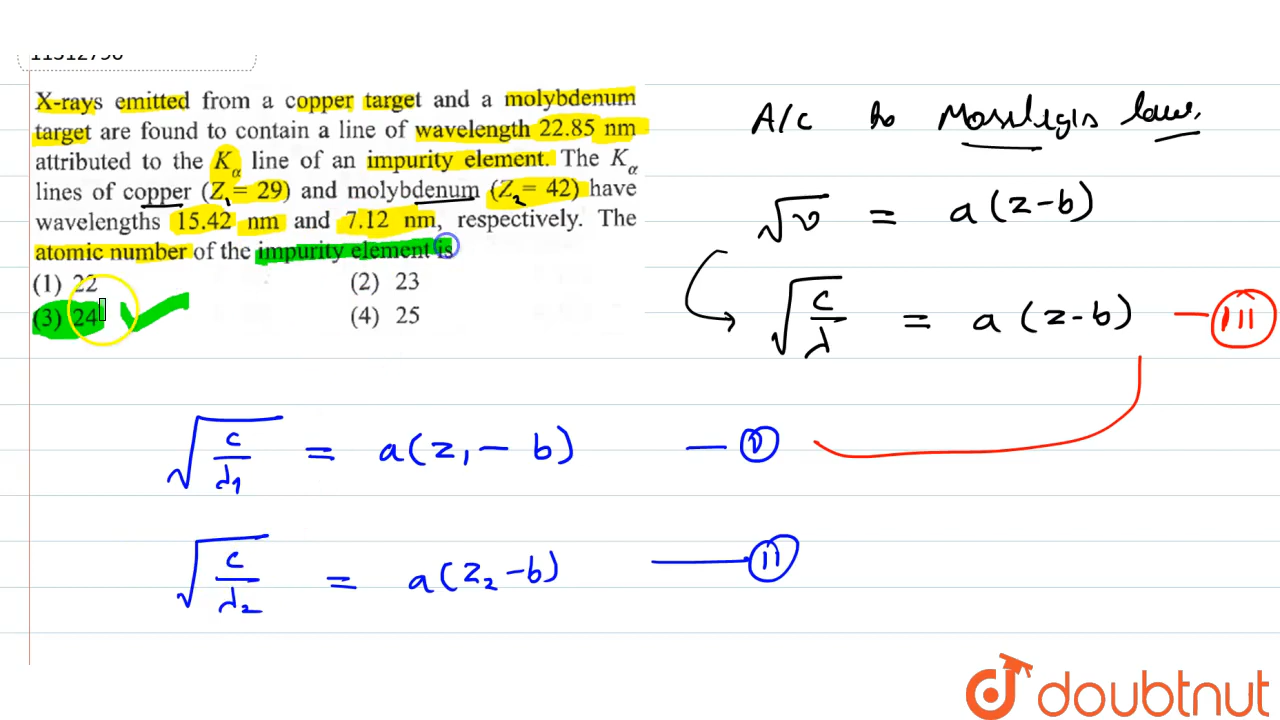 X-rays emitted from a copper target and a molybdenum
target are found to contain a line of wavelength 22.85 nm
attributed to the Kα line of an impurity element. The Kα
lines of copper (Z₁ = 29) and molybdenum (Z₂ = 42) have
wavelengths 15.42 nm and 7.12 nm, respectively. The
atomic number of the impurity element is
(1) 22 (2) 23
(3) 24 (4) 25
A/c to Moseley's law.
√ν = a(z-b)
√(c/λ) = a(z-b) — III
√(c/λ₁) = a(z₁-b) —
√(c/λ₂) = a(z₂-b) — II
doubtnut